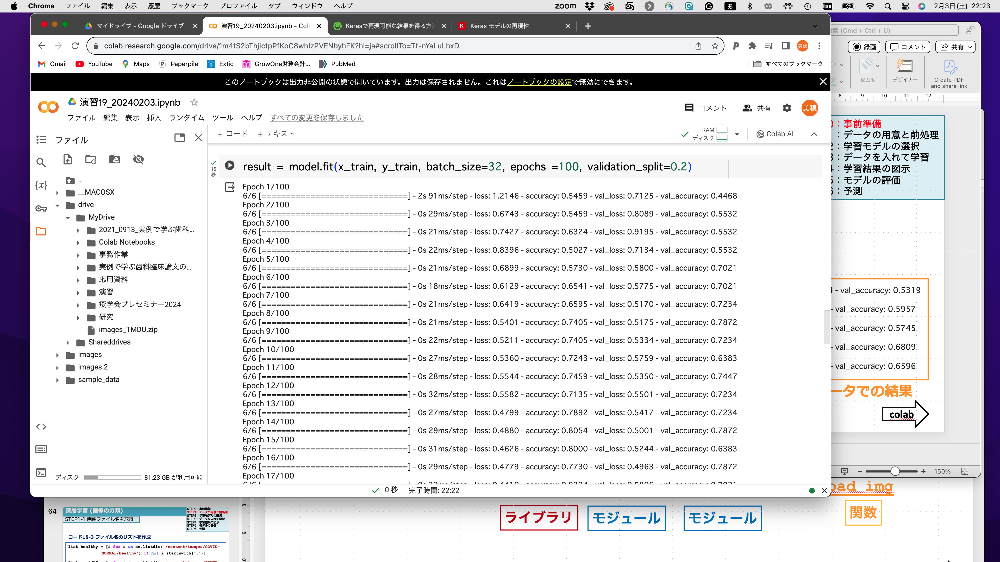 Chrome ファイル 編集 表示 履歴 ブックマーク プロファイル タブ ウィンドウ ヘルプ
zoom あ 2月3日(土) 22:23
マイドライブ - Google ドライブ
演習19_20240203.ipynb - Cola
Kerasで再現可能な結果を得る方法
Keras モデルの再現性
colab.research.google.com/drive/1m4tS2bThjlctpPfKoC8whIzPVENbyhFK?hl=ja#scrollTo=Tt-nYaLuLhxD
美穂
Gmail YouTube Maps Paperpile Extic GrowOne財務会計... PubMed すべてのブックマーク
このノートブックは出力非公開の状態で開いています。出力は保存されません。これはノートブックの設定で無効にできます。
演習19_20240203.ipynb
コメント 共有 美穂
ファイル 編集 表示 挿入 ランタイム ツール ヘルプ すべての変更を保存しました
ファイル
+ コード + テキスト
RAM
ディスク
Colab AI
..
__MACOSX
drive
MyDrive
2021_0913_実例で学ぶ歯科...
Colab Notebooks
事務作業
実例で学ぶ歯科臨床論文の...
応用資料
演習
疫学会プレセミナー2024
研究
images_TMDU.zip
Shareddrives
images
images 2
sample_data
ディスク 81.23 GB が利用可能
15
秒
result = model.fit(x_train, y_train, batch_size=32, epochs =100, validation_split=0.2)
Epoch 1/100
6/6 [==============================] - 2s 91ms/step - loss: 1.2146 - accuracy: 0.5459 - val_loss: 0.7125 - val_accuracy: 0.4468
Epoch 2/100
6/6 [==============================] - 0s 29ms/step - loss: 0.6743 - accuracy: 0.5459 - val_loss: 0.8089 - val_accuracy: 0.5532
Epoch 3/100
6/6 [==============================] - 0s 21ms/step - loss: 0.7427 - accuracy: 0.6324 - val_loss: 0.9195 - val_accuracy: 0.5532
Epoch 4/100
6/6 [==============================] - 0s 22ms/step - loss: 0.8396 - accuracy: 0.5027 - val_loss: 0.7134 - val_accuracy: 0.5532
Epoch 5/100
6/6 [==============================] - 0s 21ms/step - loss: 0.6899 - accuracy: 0.5730 - val_loss: 0.5800 - val_accuracy: 0.7021
Epoch 6/100
6/6 [==============================] - 0s 18ms/step - loss: 0.6129 - accuracy: 0.6541 - val_loss: 0.5775 - val_accuracy: 0.7021
Epoch 7/100
6/6 [==============================] - 0s 21ms/step - loss: 0.6419 - accuracy: 0.6595 - val_loss: 0.5170 - val_accuracy: 0.7234
Epoch 8/100
6/6 [==============================] - 0s 21ms/step - loss: 0.5401 - accuracy: 0.7405 - val_loss: 0.5175 - val_accuracy: 0.7872
Epoch 9/100
6/6 [==============================] - 0s 22ms/step - loss: 0.5211 - accuracy: 0.7405 - val_loss: 0.5334 - val_accuracy: 0.7234
Epoch 10/100
6/6 [==============================] - 0s 27ms/step - loss: 0.5360 - accuracy: 0.7243 - val_loss: 0.5759 - val_accuracy: 0.6383
Epoch 11/100
6/6 [==============================] - 0s 28ms/step - loss: 0.5544 - accuracy: 0.7459 - val_loss: 0.5350 - val_accuracy: 0.7447
Epoch 12/100
6/6 [==============================] - 0s 32ms/step - loss: 0.5582 - accuracy: 0.7135 - val_loss: 0.5501 - val_accuracy: 0.7234
Epoch 13/100
6/6 [==============================] - 0s 27ms/step - loss: 0.4799 - accuracy: 0.7892 - val_loss: 0.5417 - val_accuracy: 0.7234
Epoch 14/100
6/6 [==============================] - 0s 29ms/step - loss: 0.4880 - accuracy: 0.8054 - val_loss: 0.5001 - val_accuracy: 0.7872
Epoch 15/100
6/6 [==============================] - 0s 31ms/step - loss: 0.4626 - accuracy: 0.8000 - val_loss: 0.5244 - val_accuracy: 0.6383
Epoch 16/100
6/6 [==============================] - 0s 29ms/step - loss: 0.4779 - accuracy: 0.7730 - val_loss: 0.4963 - val_accuracy: 0.7872
Epoch 17/100
0 秒 完了時間: 22:22
検索 (Cmd + Ctrl + U)
録画 コメント 共有
秘密度
デザイナー
Create PDF
and share link
8 9 10 11 12
：事前準備
：データの用意と前処理
：学習モデルの選択
：データを入れて学習
：学習結果の図示
：モデルの評価
：予測
- val_accuracy: 0.5319
- val_accuracy: 0.5957
- val_accuracy: 0.5745
- val_accuracy: 0.6809
- val_accuracy: 0.6596
ータでの結果
colab
150%
oad_img
ライブラリ モジュール モジュール 関数
64
深層学習 (画像の分類)
STEP1-1 画像ファイル名を取得
STEP0：事前準備
STEP1：データの用意と前処理
STEP2：学習モデルの選択
STEP3：データを入れて学習
STEP4：学習結果の図示
STEP5：モデルの評価
STEP6：予測
コード18-3 ファイル名のリストを作成
list_healthy = [i for i in os.listdir('/content/images/COVID-
NORMAL/healthy') if not i.startswith('.')]
8
9